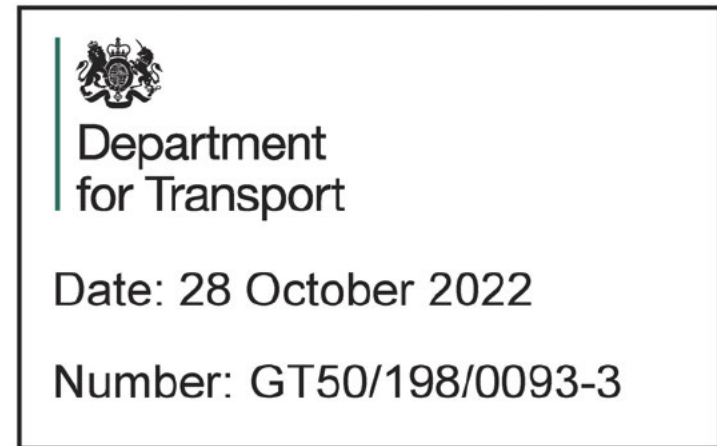 Department
for Transport
Date: 28 October 2022
Number: GT50/198/0093-3